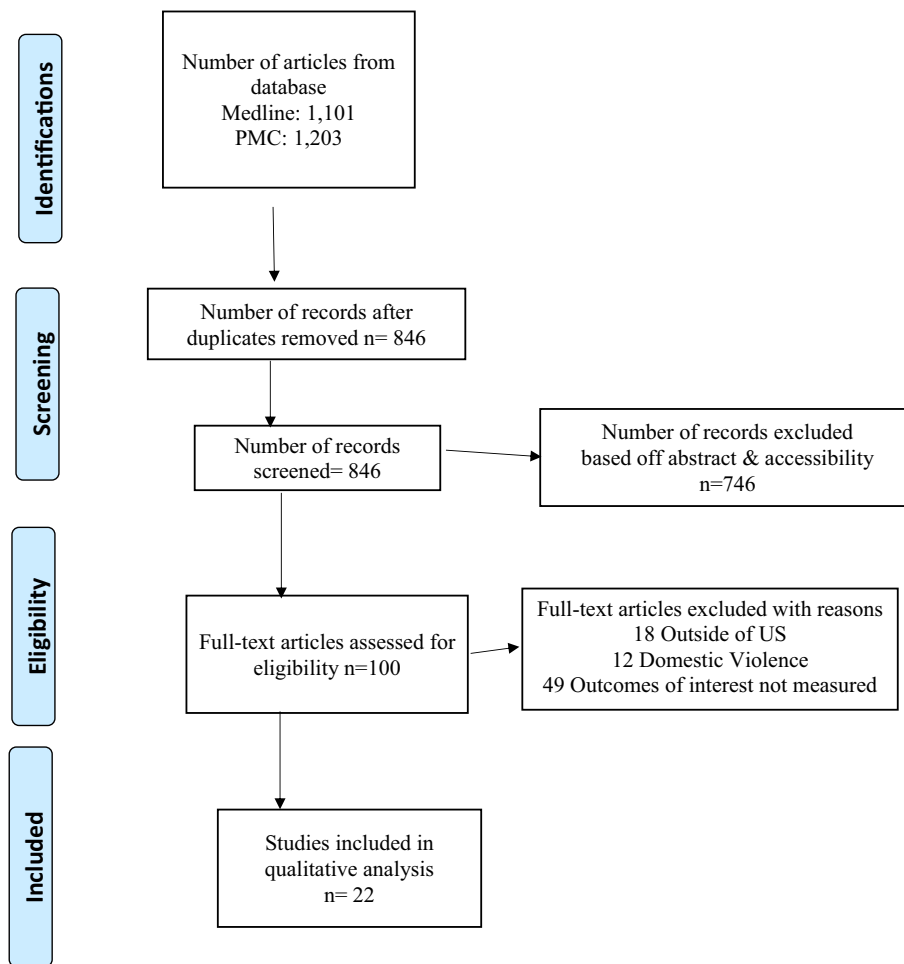 Identifications
Number of articles from
database
Medline: 1,101
PMC: 1,203
Screening
Number of records after
duplicates removed n= 846
Number of records
screened= 846
Number of records excluded
based off abstract & accessibility
n=746
Eligibility
Full-text articles assessed for
eligibility n=100
Full-text articles excluded with reasons
18 Outside of US
12 Domestic Violence
49 Outcomes of interest not measured
Included
Studies included in
qualitative analysis
n= 22